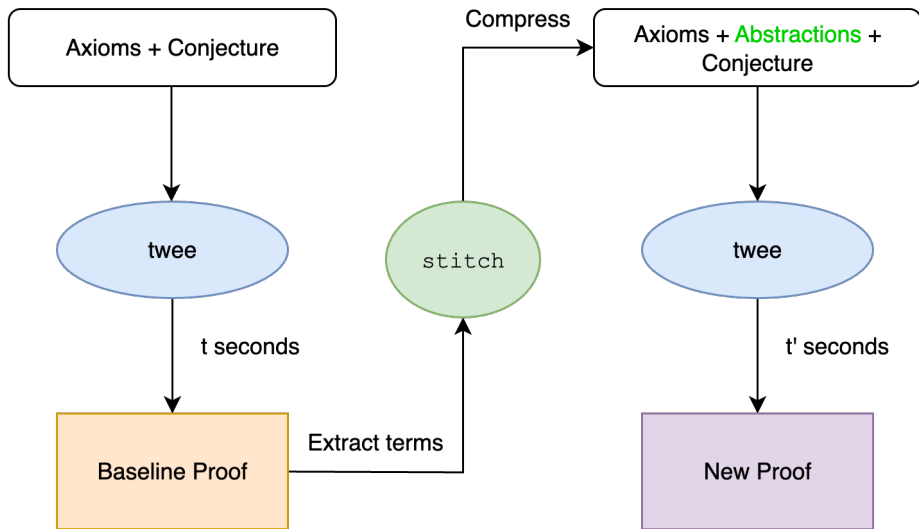 Axioms + Conjecture
twee
t seconds
Baseline Proof
Extract terms
stitch
Compress
Axioms + Abstractions +
Conjecture
twee
t' seconds
New Proof